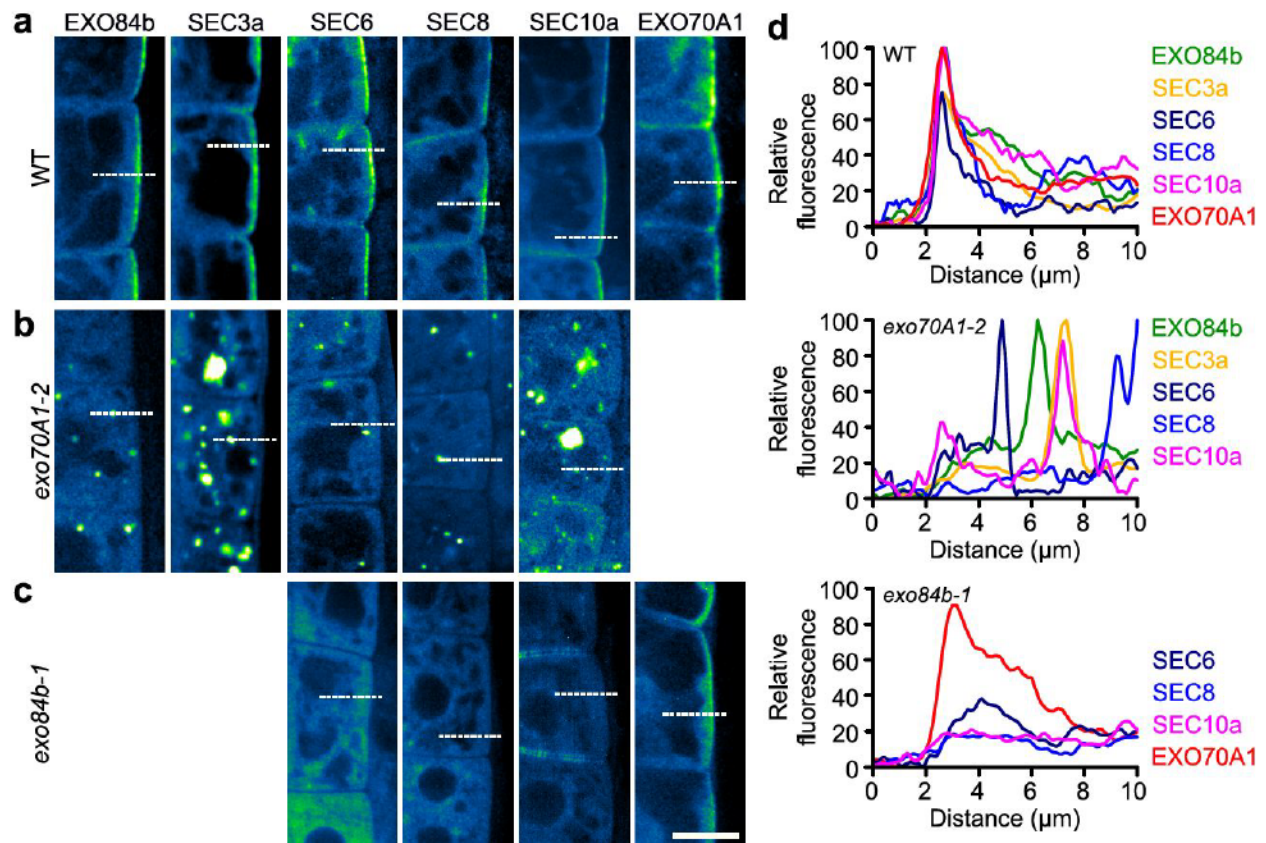 a
EXO84b SEC3a SEC6 SEC8 SEC10a EXO70A1
WT
b
exo70A1-2
c
exo84b-1
d
WT
Relative
fluorescence
100
80
60
40
20
0
0 2 4 6 8 10
Distance (µm)
EXO84b
SEC3a
SEC6
SEC8
SEC10a
EXO70A1
exo70A1-2
Relative
fluorescence
100
80
60
40
20
0
0 2 4 6 8 10
Distance (µm)
EXO84b
SEC3a
SEC6
SEC8
SEC10a
exo84b-1
Relative
fluorescence
100
80
60
40
20
0
0 2 4 6 8 10
Distance (µm)
SEC6
SEC8
SEC10a
EXO70A1